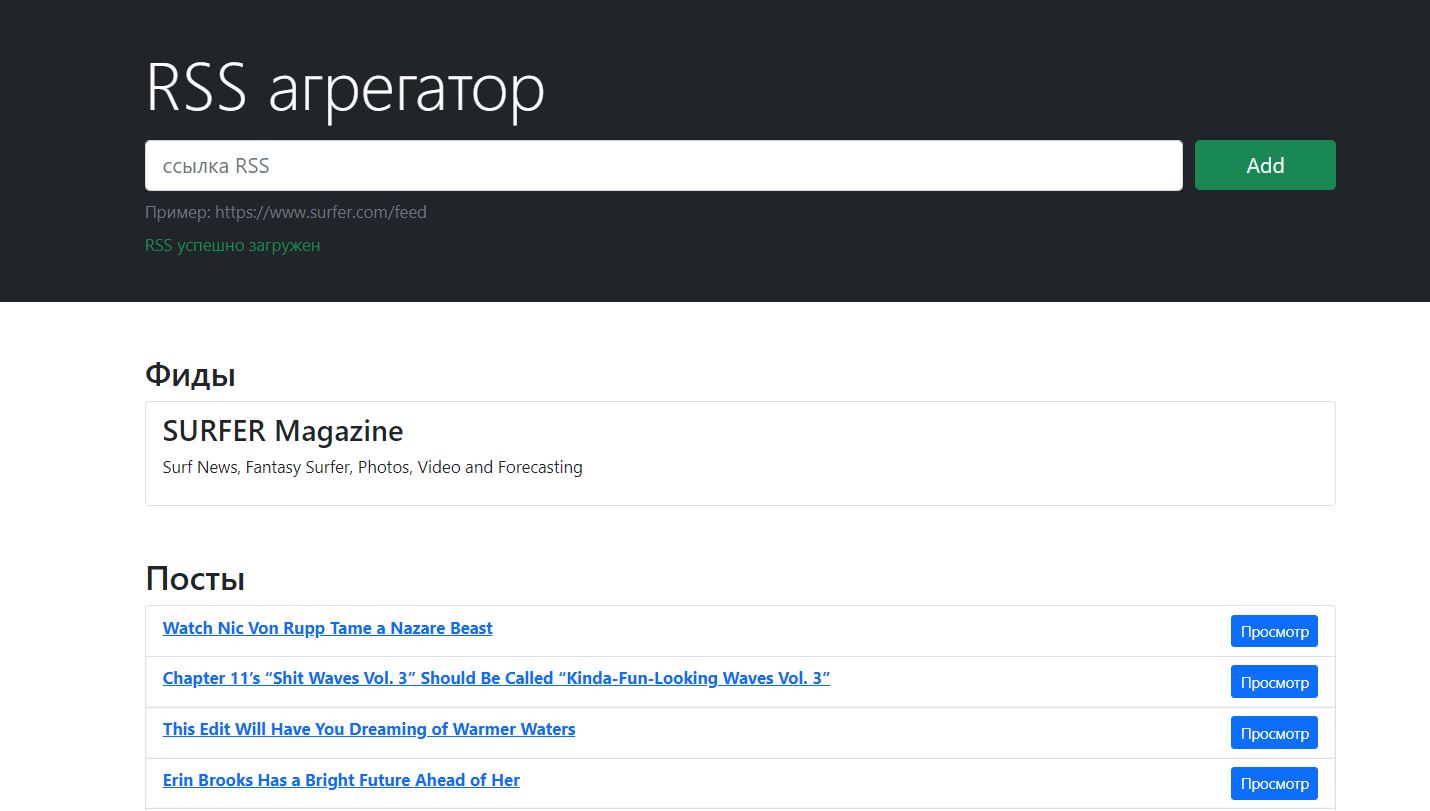 RSS агрегатор
ссылка RSS
Add
Пример: https://www.surfer.com/feed
RSS успешно загружен
Фиды
SURFER Magazine
Surf News, Fantasy Surfer, Photos, Video and Forecasting
Посты
Watch Nic Von Rupp Tame a Nazare Beast
Просмотр
Chapter 11’s “Shit Waves Vol. 3” Should Be Called “Kinda-Fun-Looking Waves Vol. 3”
Просмотр
This Edit Will Have You Dreaming of Warmer Waters
Просмотр
Erin Brooks Has a Bright Future Ahead of Her
Просмотр